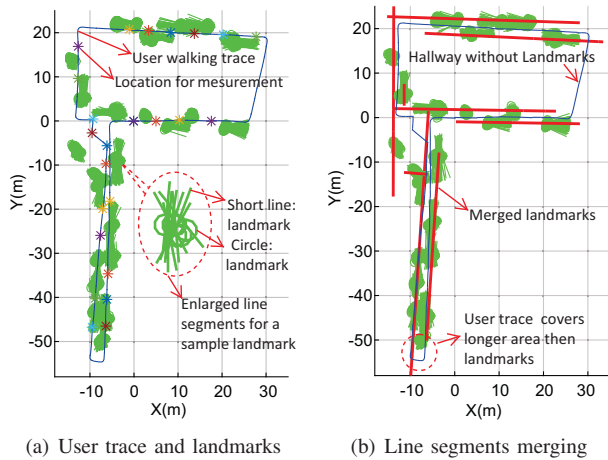 20
10
0
-10
-20
-30
-40
-50
Y(m)
-10
0
10
20
30
X(m)
User walking trace
Location for mesurement
Short line:
landmark
Circle:
landmark
Enlarged line
segments for a
sample landmark
(a) User trace and landmarks
20
10
0
-10
-20
-30
-40
-50
Y(m)
-10
0
10
20
30
X(m)
Hallway without Landmarks
Merged landmarks
User trace covers
longer area then
landmarks
(b) Line segments merging